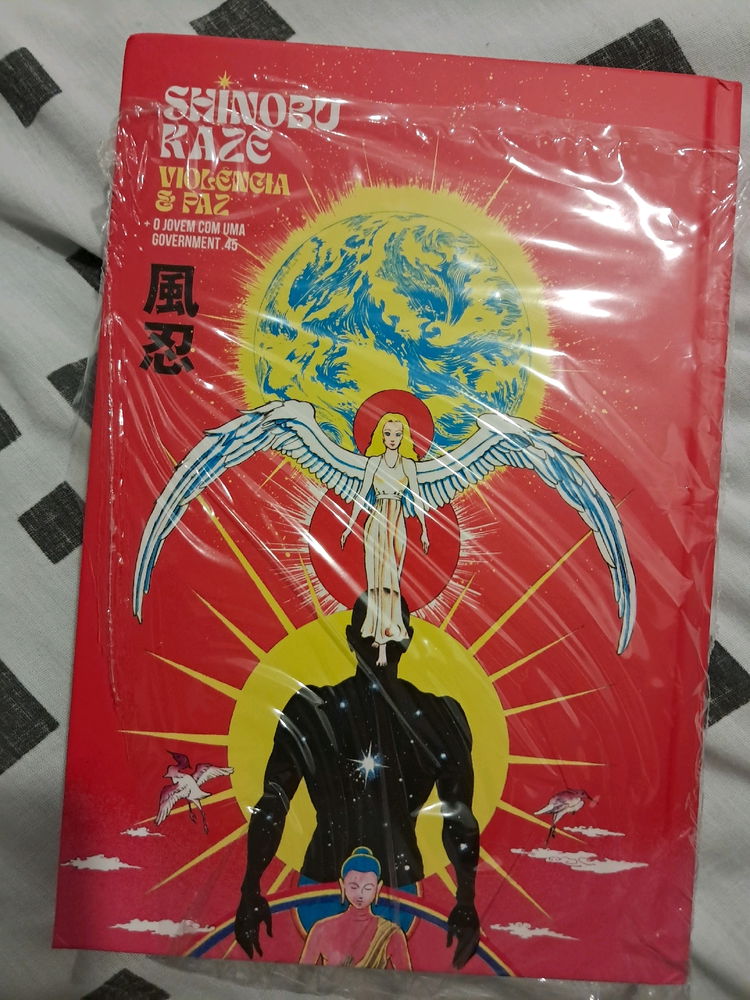 SHINOBU
KAZE
VIOLÊNCIA
& PAZ
+ O JOVEM COM UMA
GOVERNMENT .45
風
忍